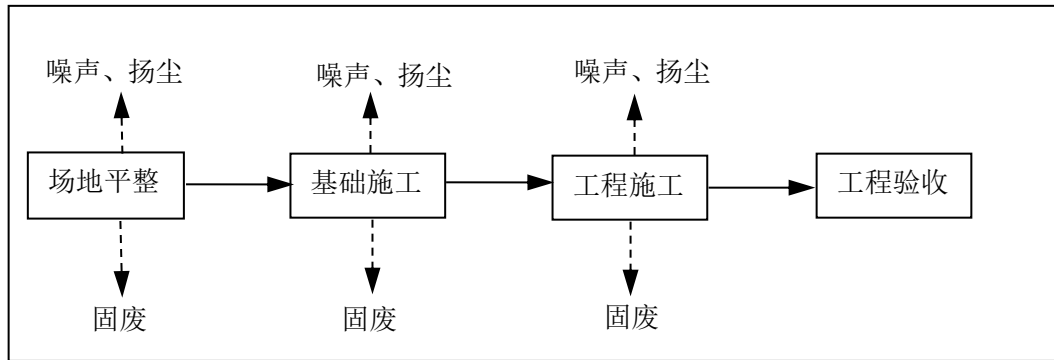 噪声、扬尘
噪声、扬尘
噪声、扬尘
场地平整
基础施工
工程施工
工程验收
固废
固废
固废